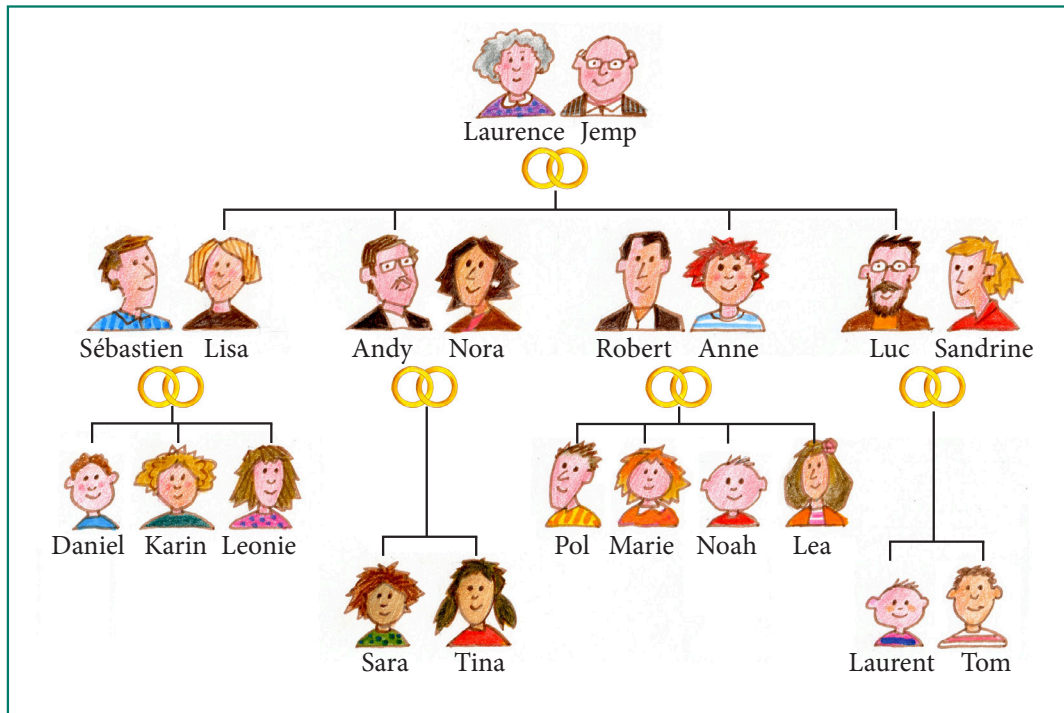 Laurence Jemp
Sébastien Lisa Andy Nora Robert Anne Luc Sandrine
Daniel Karin Leonie Pol Marie Noah Lea
Sara Tina Laurent Tom